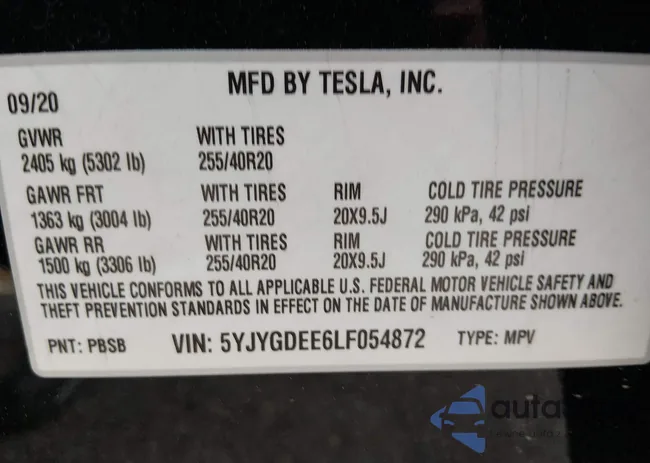 MFD BY TESLA, INC.
09/20
GVWR WITH TIRES
2405 kg (5302 lb) 255/40R20
GAWR FRT WITH TIRES RIM COLD TIRE PRESSURE
1363 kg (3004 lb) 255/40R20 20X9.5J 290 kPa, 42 psi
GAWR RR WITH TIRES RIM COLD TIRE PRESSURE
1500 kg (3306 lb) 255/40R20 20X9.5J 290 kPa, 42 psi
THIS VEHICLE CONFORMS TO ALL APPLICABLE U.S. FEDERAL MOTOR VEHICLE SAFETY AND
THEFT PREVENTION STANDARDS IN EFFECT ON THE DATE OF MANUFACTURE SHOWN ABOVE.
PNT: PBSB VIN: 5YJYGDEE6LF054872 TYPE: MPV